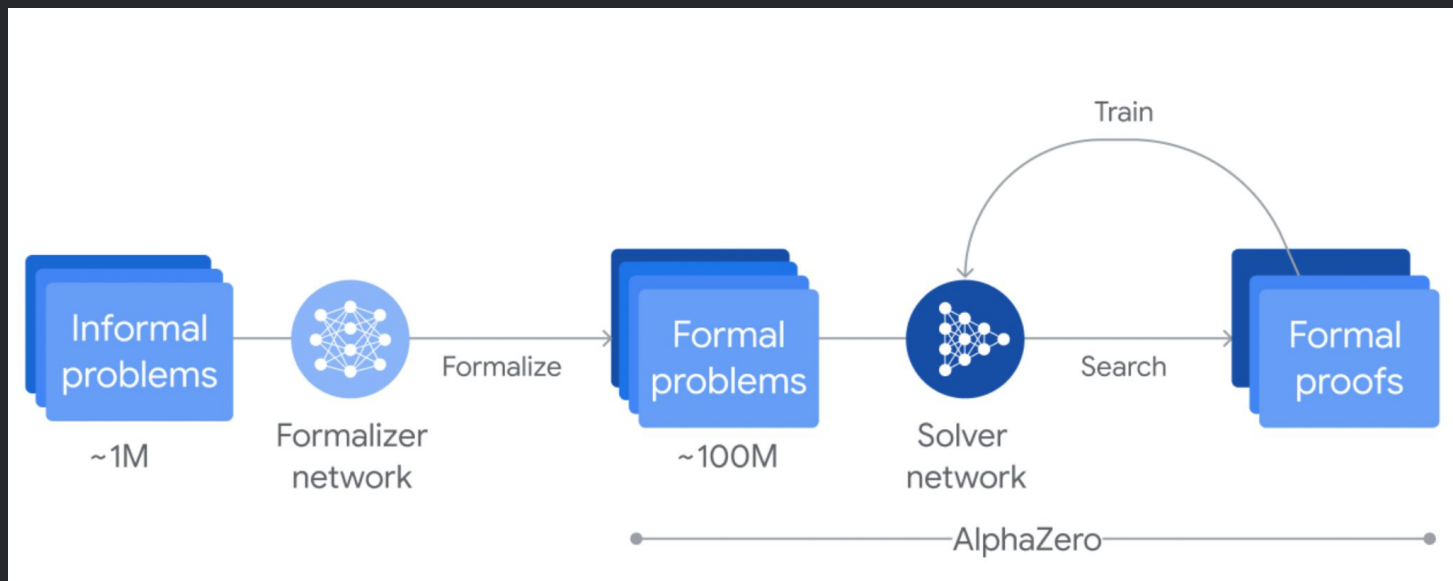 Train
Informal
problems
~1M
Formalizer
network
Formalize
Formal
problems
~100M
Solver
network
Search
Formal
proofs
AlphaZero